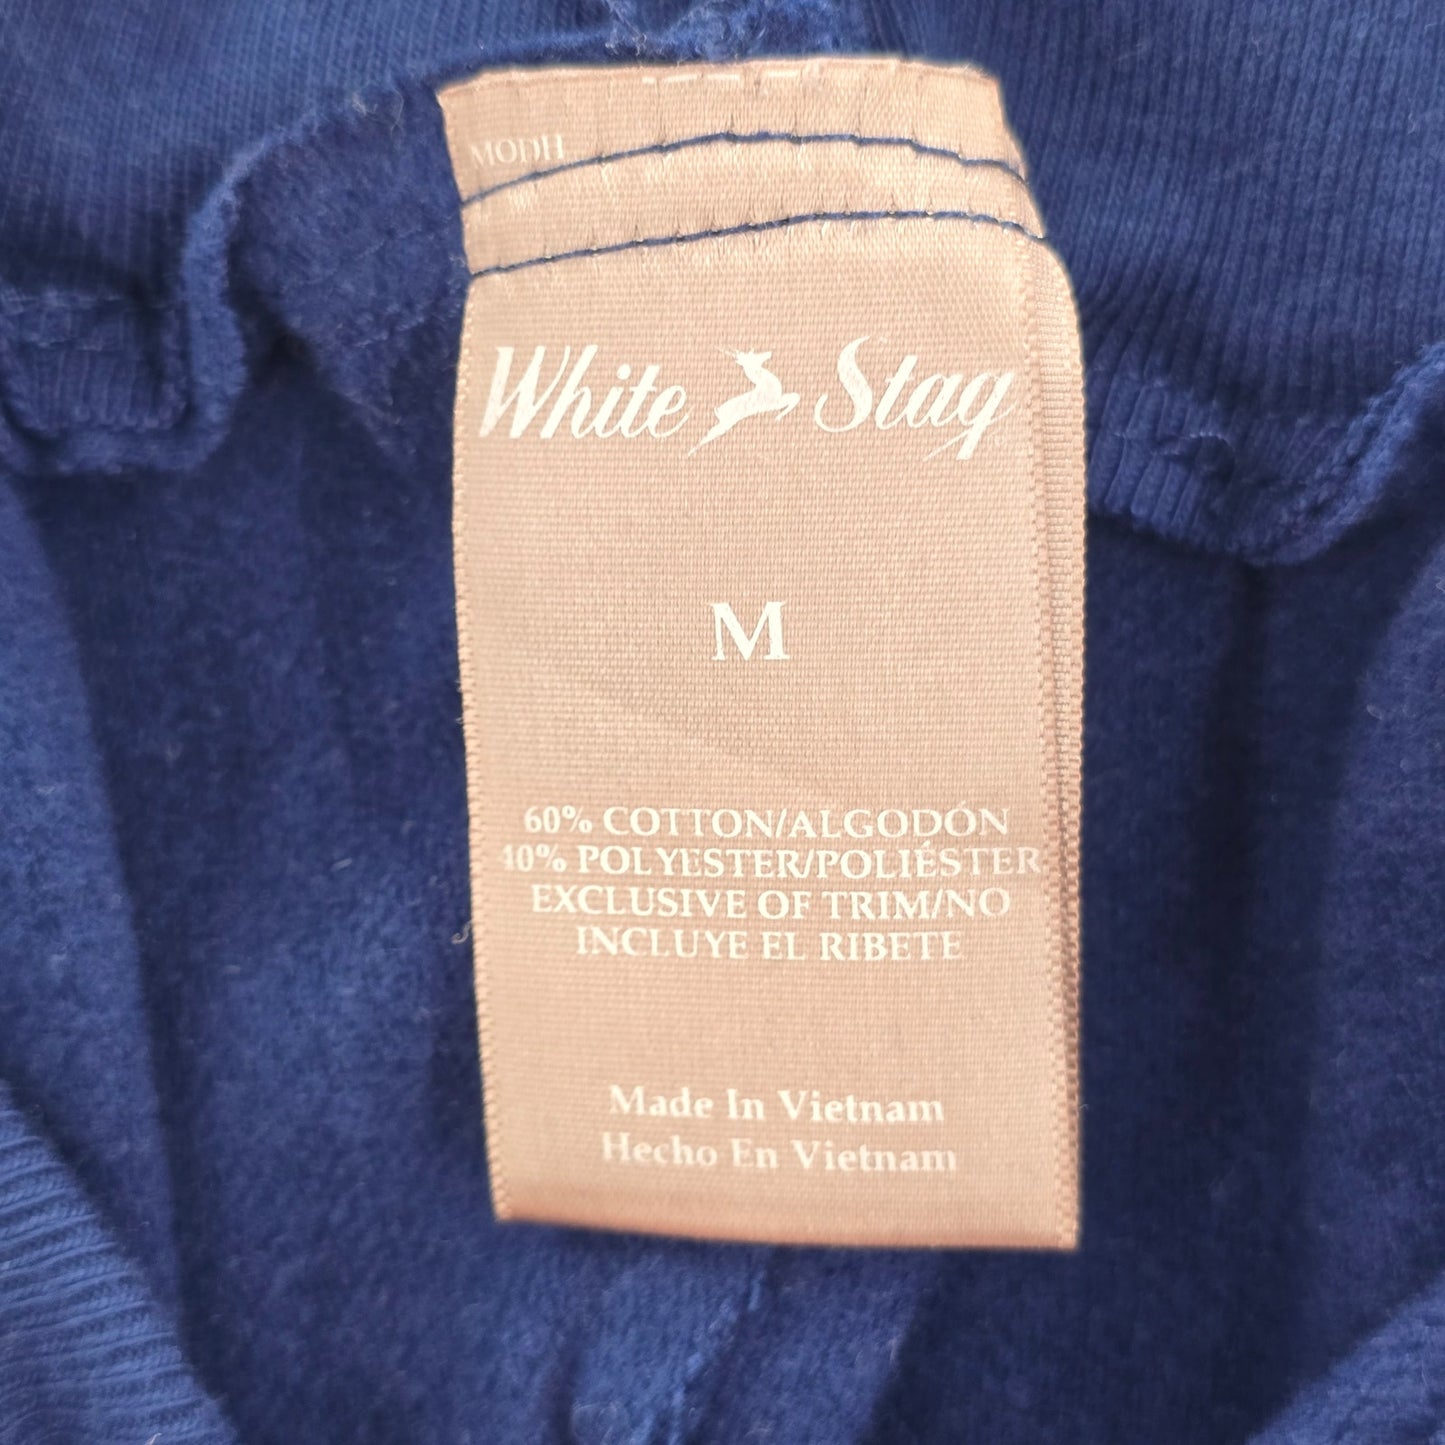 White Stag
M
60% COTTON/ALGODÓN
40% POLYESTER/POLIÉSTER
EXCLUSIVE OF TRIM/NO
INCLUYE EL RIBETE
Made In Vietnam
Hecho En Vietnam